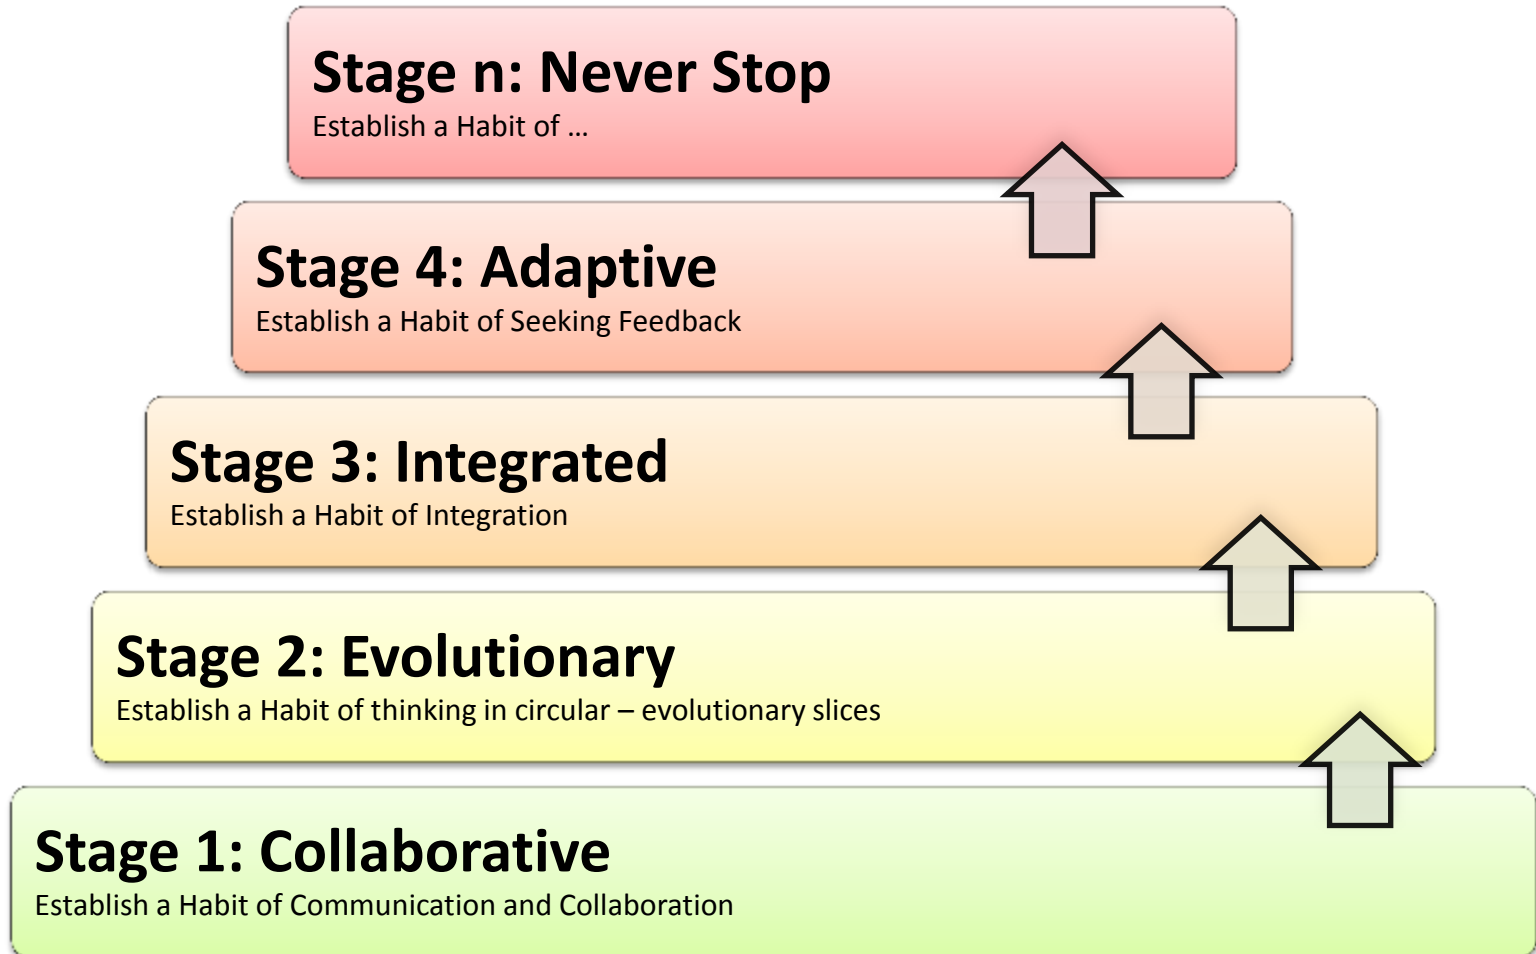 Stage n: Never Stop
Establish a Habit of …
Stage 4: Adaptive
Establish a Habit of Seeking Feedback
Stage 3: Integrated
Establish a Habit of Integration
Stage 2: Evolutionary
Establish a Habit of thinking in circular – evolutionary slices
Stage 1: Collaborative
Establish a Habit of Communication and Collaboration